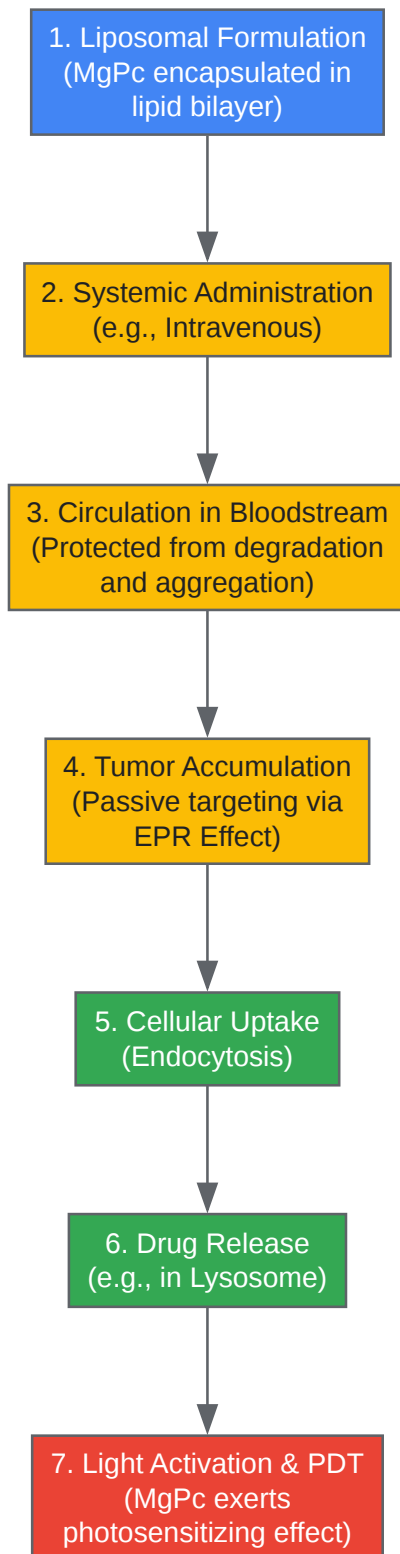 1. Liposomal Formulation
(MgPc encapsulated in
lipid bilayer)
2. Systemic Administration
(e.g., Intravenous)
3. Circulation in Bloodstream
(Protected from degradation
and aggregation)
4. Tumor Accumulation
(Passive targeting via
EPR Effect)
5. Cellular Uptake
(Endocytosis)
6. Drug Release
(e.g., in Lysosome)
7. Light Activation & PDT
(MgPc exerts
photosensitizing effect)